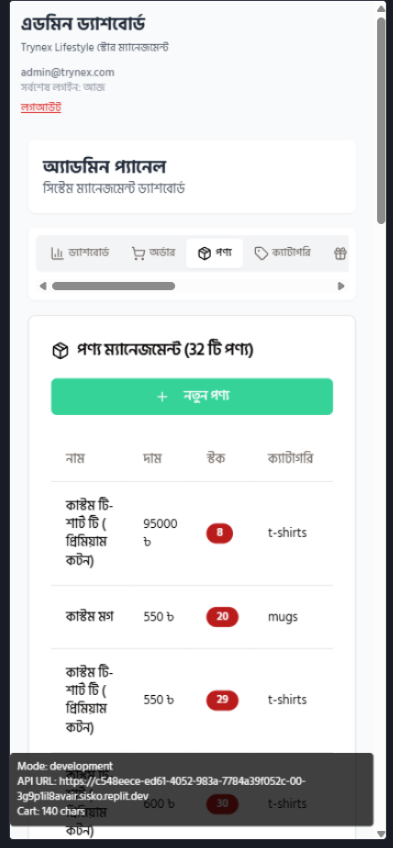 এডমিন ড্যাশবোর্ড
Trynex Lifestyle স্টোর ম্যানেজমেন্ট
admin@trynex.com
সর্বশেষ লগইন: আজ
লগআউট
অ্যাডমিন প্যানেল
সিস্টেম ম্যানেজমেন্ট ড্যাশবোর্ড
ড্যাশবোর্ড অর্ডার পণ্য ক্যাটাগরি
পণ্য ম্যানেজমেন্ট (32 টি পণ্য)
+ নতুন পণ্য
নাম দাম স্টক ক্যাটাগরি
কাস্টম টি-
শার্ট টি (
প্রিমিয়াম
কটন)
95000
৳
8
t-shirts
কাস্টম মগ 550 ৳ 20 mugs
কাস্টম টি-
শার্ট টি (
প্রিমিয়াম
কটন)
550 ৳
29
t-shirts
600 ৳ 30 t-shirts
কটন)
Mode: development
API URL: https://c548eece-ed61-4052-983a-7784a39f052c-00-
3g9p1il8avair.sisko.replit.dev
Cart: 140 chars